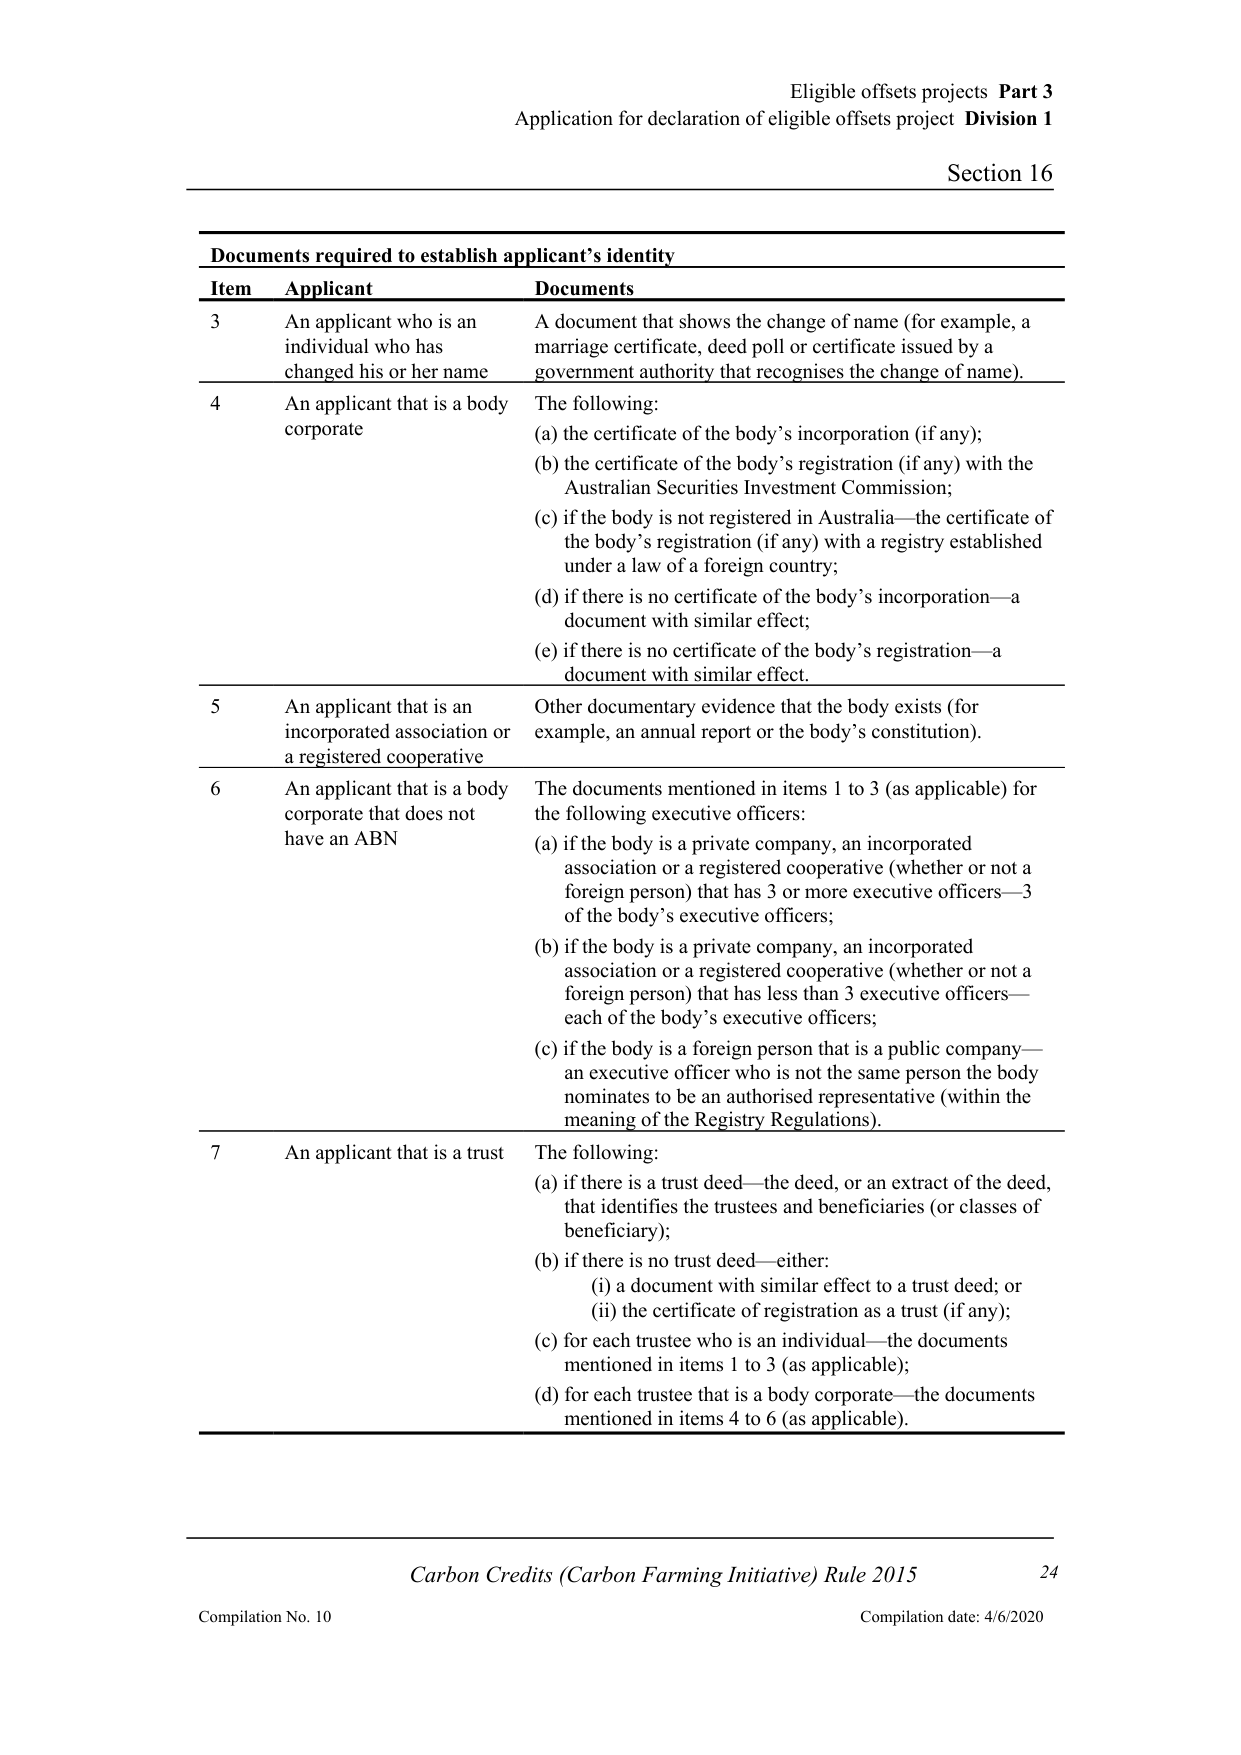 Eligible offsets projects Part 3
Application for declaration of eligible offsets project Division 1
Section 16
Documents required to establish applicant’s identity
Item Applicant Documents
3 An applicant who is an individual who has changed his or her name
A document that shows the change of name (for example, a
marriage certificate, deed poll or certificate issued by a
government authority that recognises the change of name).
4 An applicant that is a body corporate
The following:
(a) the certificate of the body’s incorporation (if any);
(b) the certificate of the body’s registration (if any) with the
Australian Securities Investment Commission;
(c) if the body is not registered in Australia—the certificate of
the body’s registration (if any) with a registry established
under a law of a foreign country;
(d) if there is no certificate of the body’s incorporation—a
document with similar effect;
(e) if there is no certificate of the body’s registration—a
document with similar effect.
5 An applicant that is an incorporated association or a registered cooperative
Other documentary evidence that the body exists (for
example, an annual report or the body’s constitution).
6 An applicant that is a body corporate that does not have an ABN
The documents mentioned in items 1 to 3 (as applicable) for
the following executive officers:
(a) if the body is a private company, an incorporated
association or a registered cooperative (whether or not a
foreign person) that has 3 or more executive officers—3
of the body’s executive officers;
(b) if the body is a private company, an incorporated
association or a registered cooperative (whether or not a
foreign person) that has less than 3 executive officers—
each of the body’s executive officers;
(c) if the body is a foreign person that is a public company—
an executive officer who is not the same person the body
nominates to be an authorised representative (within the
meaning of the Registry Regulations).
7 An applicant that is a trust
The following:
(a) if there is a trust deed—the deed, or an extract of the deed,
that identifies the trustees and beneficiaries (or classes of
beneficiary);
(b) if there is no trust deed—either:
(i) a document with similar effect to a trust deed; or
(ii) the certificate of registration as a trust (if any);
(c) for each trustee who is an individual—the documents
mentioned in items 1 to 3 (as applicable);
(d) for each trustee that is a body corporate—the documents
mentioned in items 4 to 6 (as applicable).
Carbon Credits (Carbon Farming Initiative) Rule 2015 24
Compilation No. 10 Compilation date: 4/6/2020